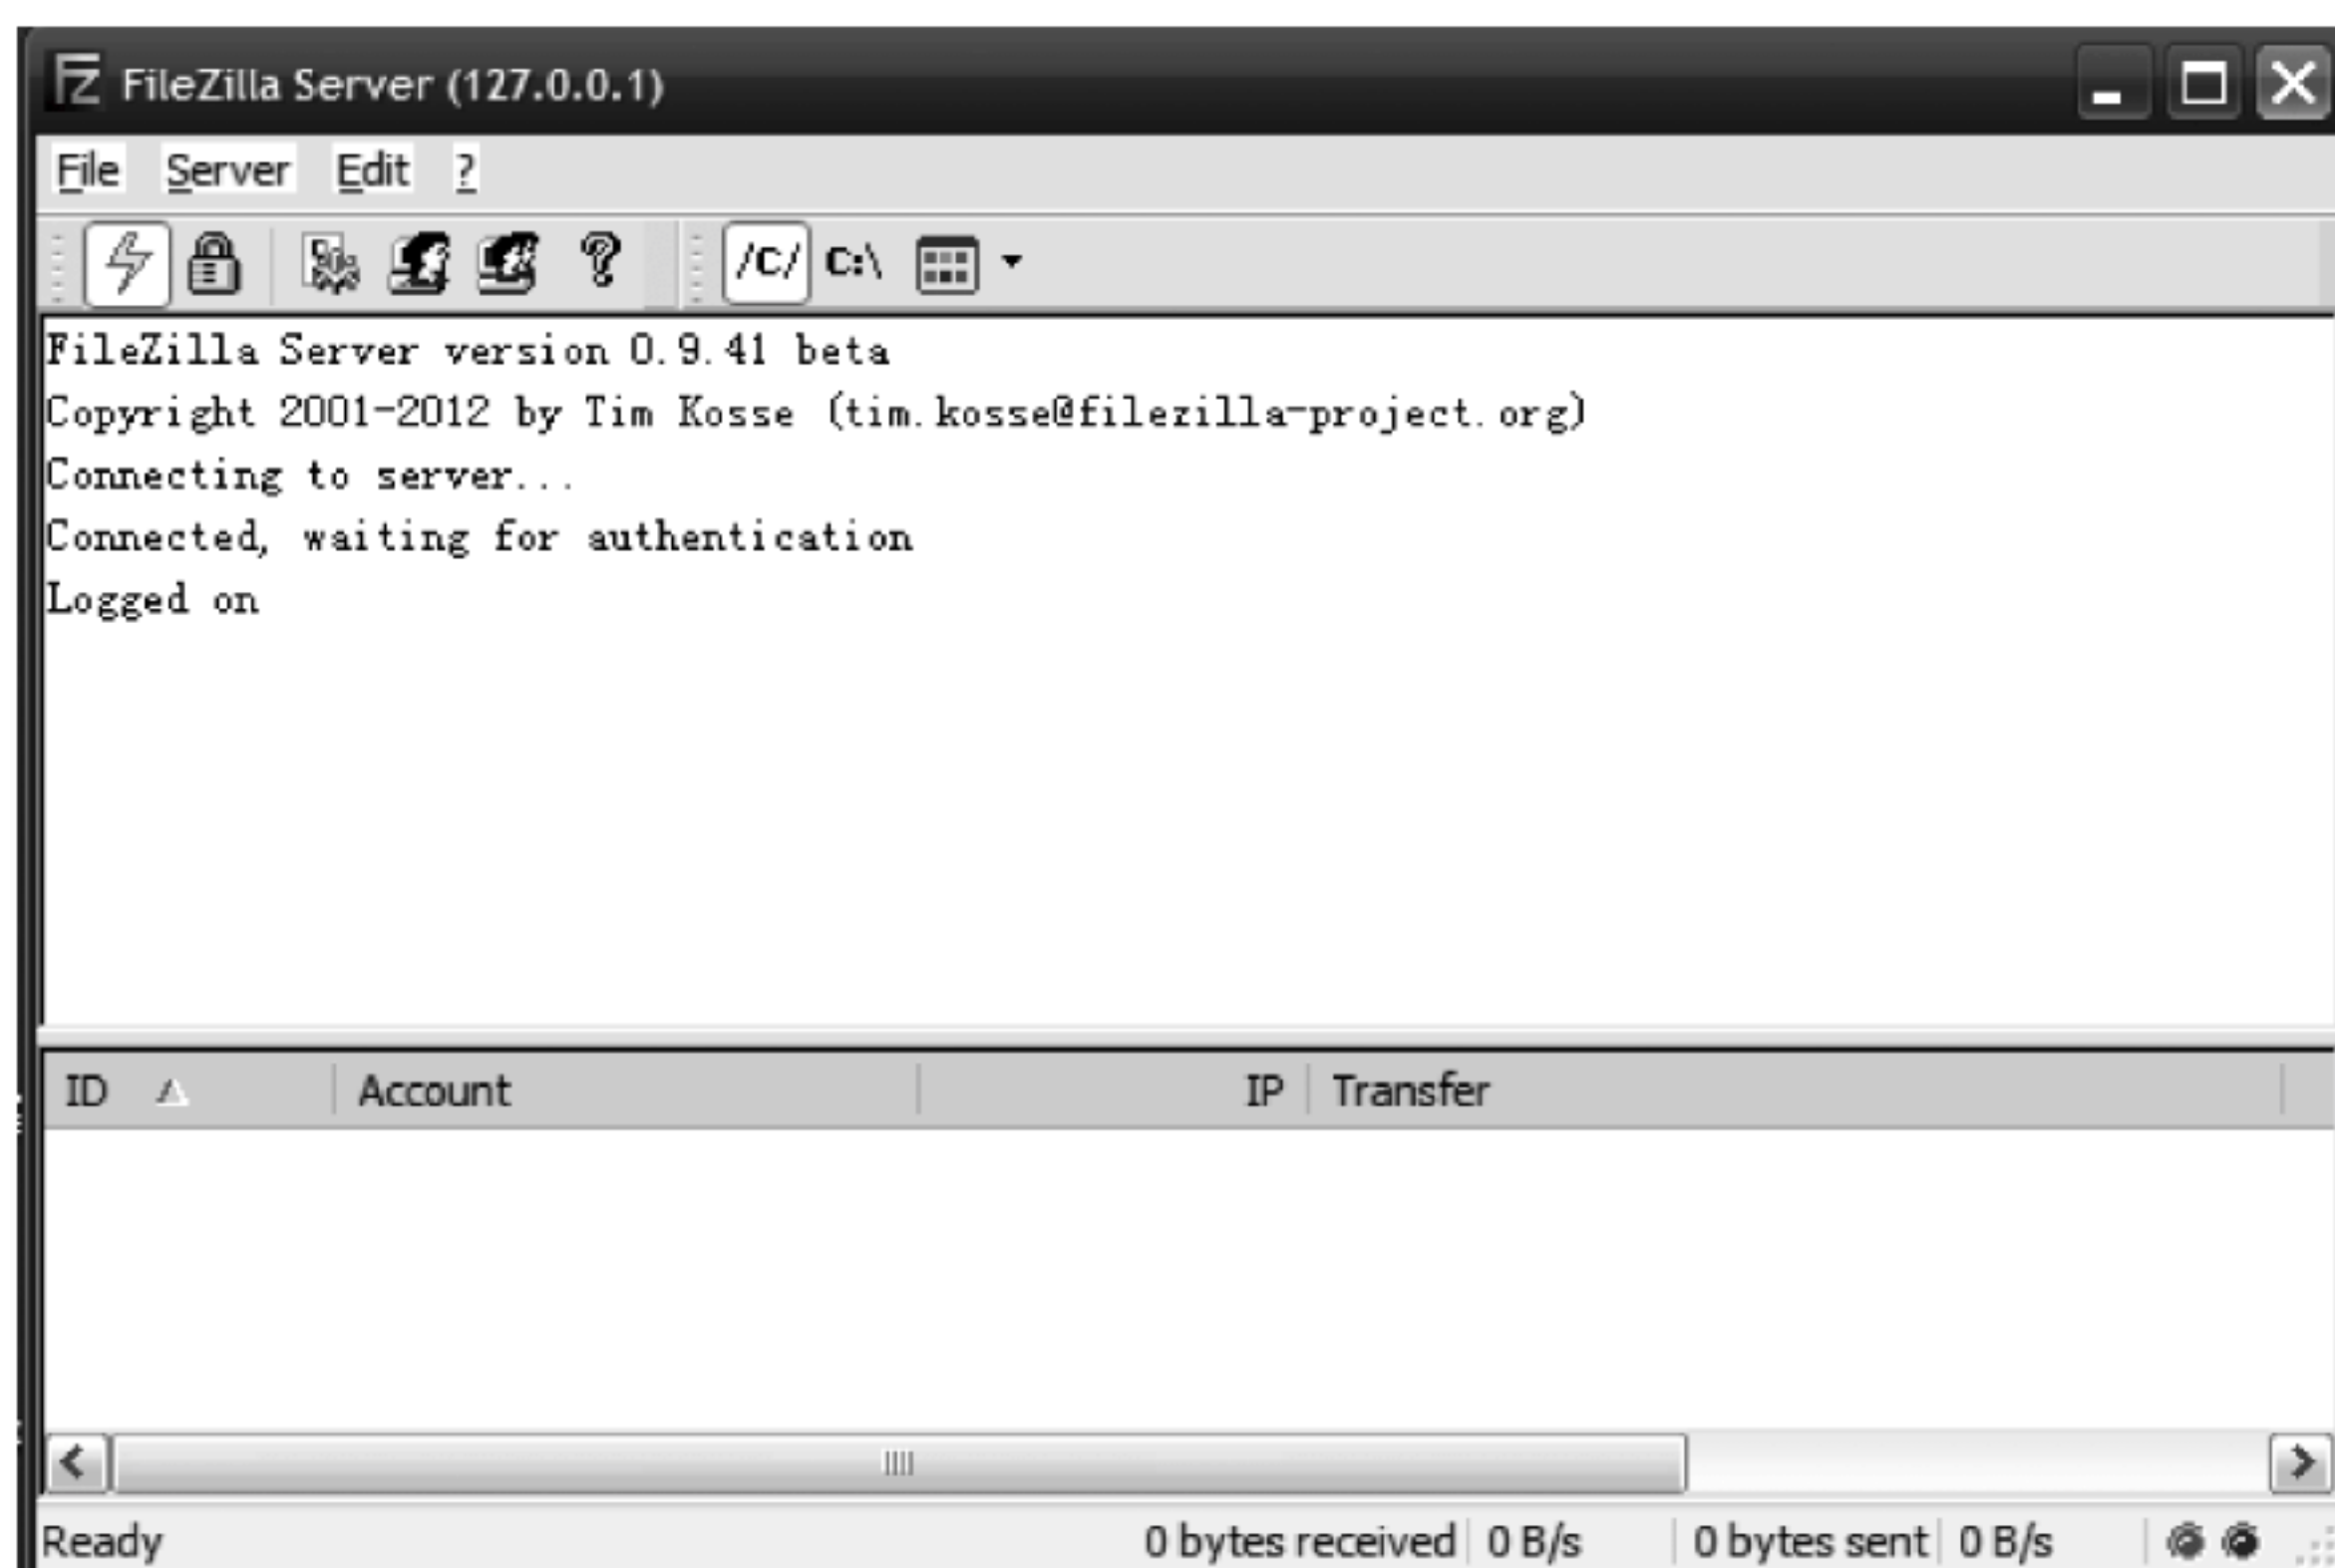 FileZilla Server (127.0.0.1)
File Server Edit ?
/C/ C:\
FileZilla Server version 0.9.41 beta
Copyright 2001-2012 by Tim Kosse (tim.kosse@filezilla-project.org)
Connecting to server...
Connected, waiting for authentication
Logged on
ID Account IP Transfer
Ready 0 bytes received 0 B/s 0 bytes sent 0 B/s